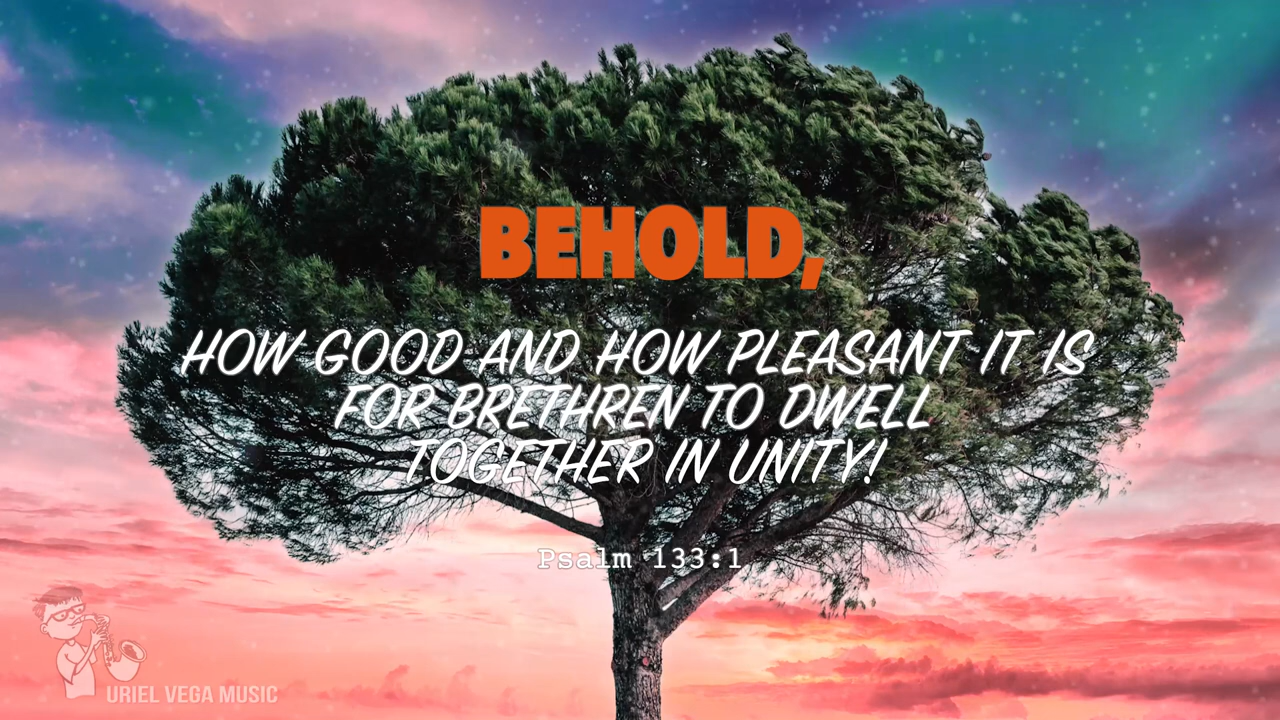 BEHOLD,
HOW GOOD AND HOW PLEASANT IT IS
FOR BRETHREN TO DWELL
TOGETHER IN UNITY!
Psalm 133:1
URIEL VEGA MUSIC